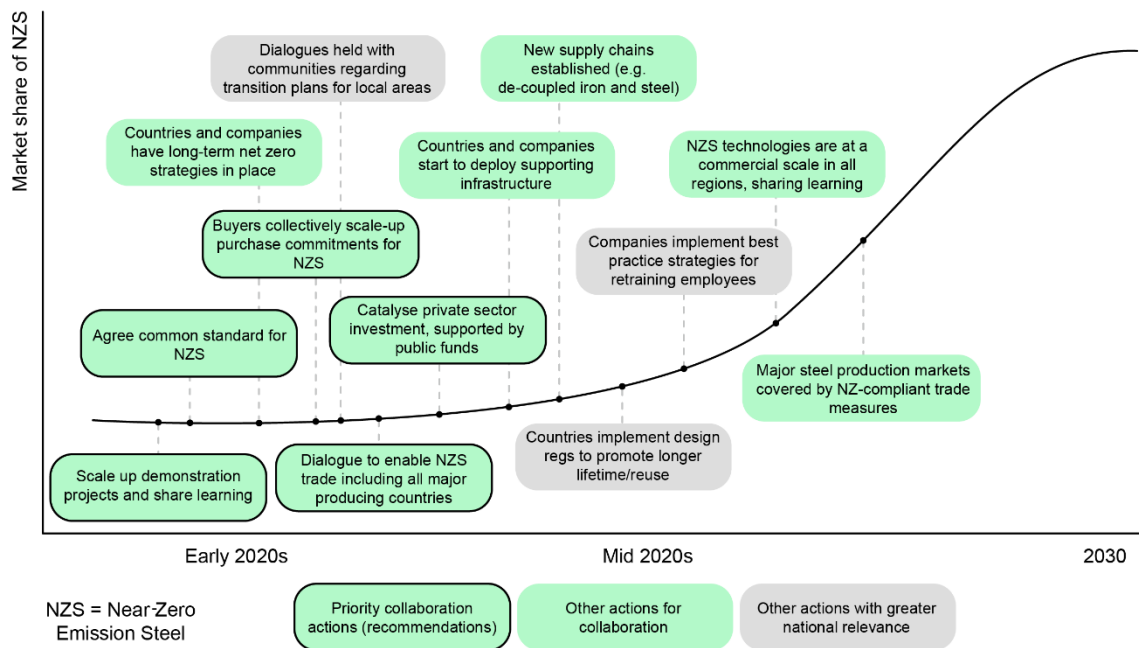 Market share of NZS
Dialogues held with
communities regarding
transition plans for local areas
New supply chains
established (e.g.
de-coupled iron and steel)
Countries and companies
have long-term net zero
strategies in place
Countries and companies
start to deploy supporting
infrastructure
NZS technologies are at a
commercial scale in all
regions, sharing learning
Buyers collectively scale-up
purchase commitments for
NZS
Companies implement best
practice strategies for
retraining employees
Agree common standard for
NZS
Catalyse private sector
investment, supported by
public funds
Major steel production markets
covered by NZ-compliant trade
measures
Scale up demonstration
projects and share learning
Dialogue to enable NZS
trade including all major
producing countries
Countries implement design
regs to promote longer
lifetime/reuse
Early 2020s
Mid 2020s
2030
NZS = Near-Zero
Emission Steel
Priority collaboration
actions (recommendations)
Other actions for
collaboration
Other actions with greater
national relevance